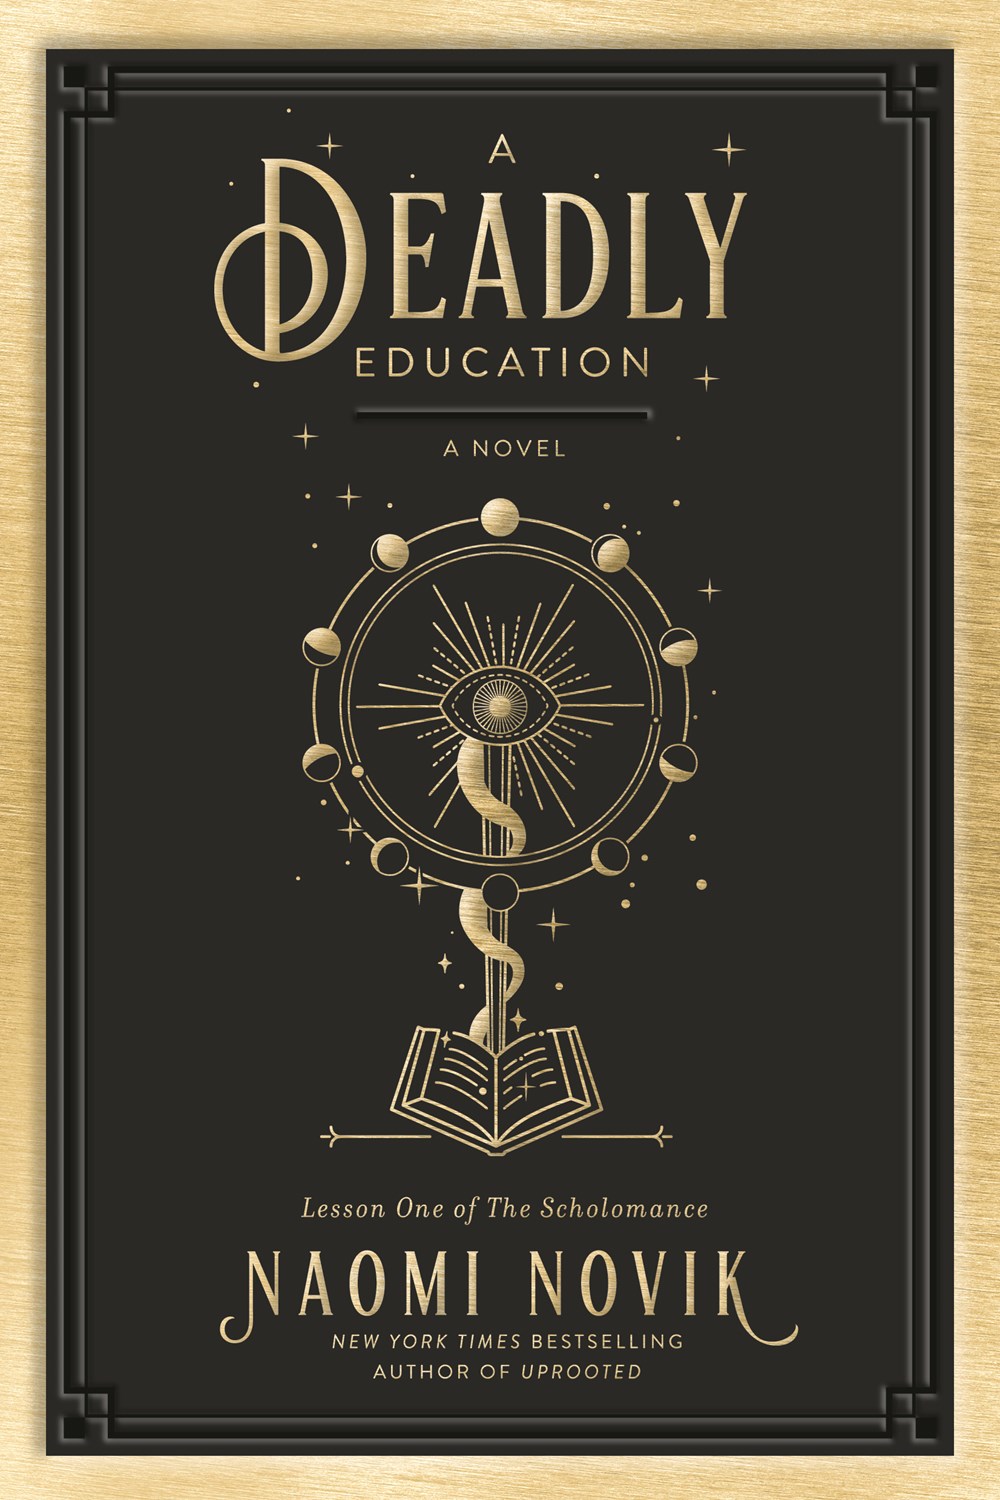 A
DEADLY
EDUCATION
A NOVEL
Lesson One of The Scholomance
NAOMI NOVIK
NEW YORK TIMES BESTSELLING
AUTHOR OF UPROOTED